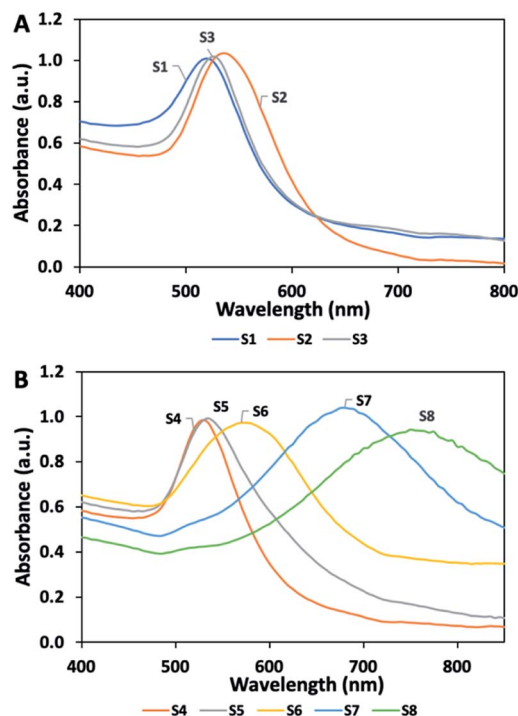 A
1.2
1.0
0.8
0.6
0.4
0.2
0.0
Absorbance (a.u.)
S1
S3
S2
400 500 600 700 800
Wavelength (nm)
S1 S2 S3
B
1.2
1.0
0.8
0.6
0.4
0.2
0.0
Absorbance (a.u.)
S4
S5
S6
S7
S8
400 500 600 700 800
Wavelength (nm)
S4 S5 S6 S7 S8